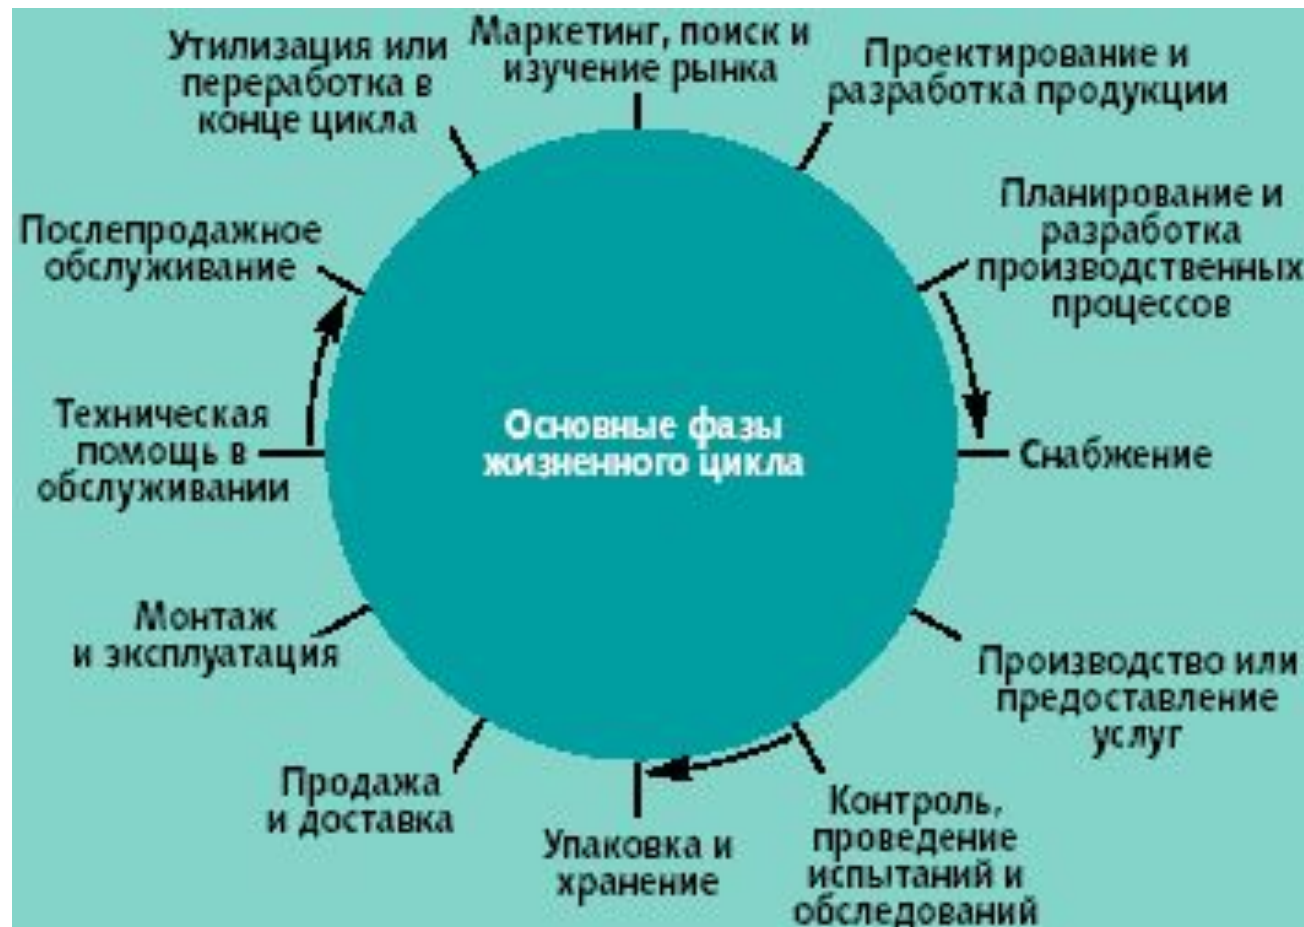 Маркетинг, поиск и
изучение рынка
Проектирование и
разработка продукции
Планирование и
разработка
производственных
процессов
Снабжение
Производство или
предоставление
услуг
Контроль,
проведение
испытаний и
обследований
Упаковка и
хранение
Продажа
и доставка
Монтаж
и эксплуатация
Техническая
помощь в
обслуживании
Послепродажное
обслуживание
Утилизация или
переработка в
конце цикла
Основные фазы
жизненного цикла